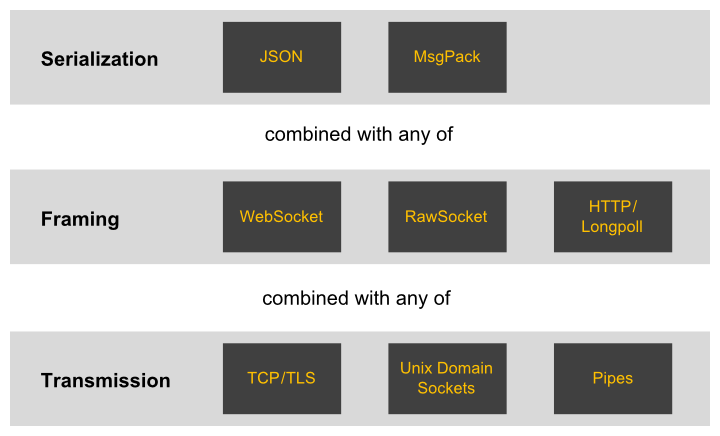 Serialization
JSON
MsgPack
combined with any of
Framing
WebSocket
RawSocket
HTTP/
Longpoll
combined with any of
Transmission
TCP/TLS
Unix Domain
Sockets
Pipes